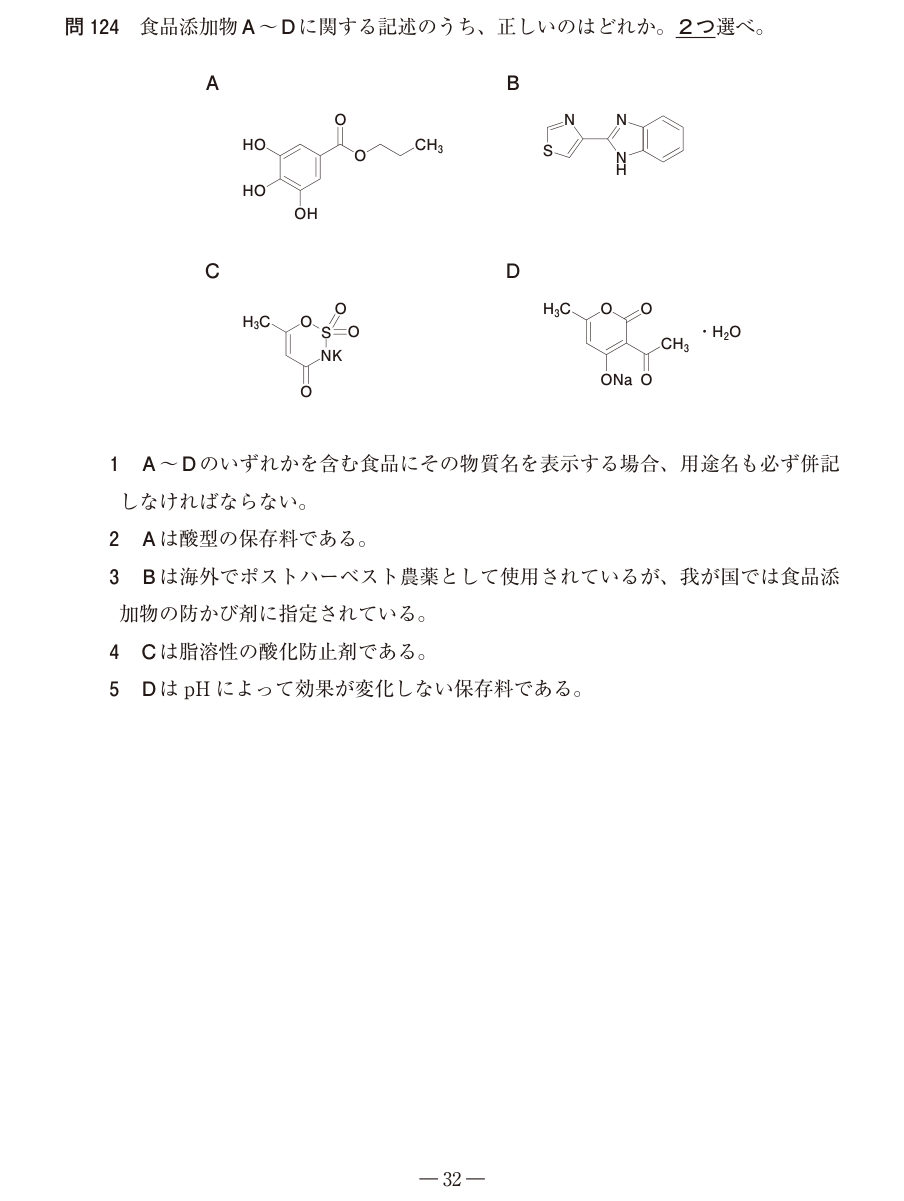 問 124　食品添加物A～Dに関する記述のうち、正しいのはどれか。2つ選べ。
A
B
O
HO
O
CH3
HO
OH
N
S
N
N
H
C
D
H3C
O
O
S
O
NK
O
H3C
O
O
CH3
ONa
O
・H2O
1　A～Dのいずれかを含む食品にその物質名を表示する場合、用途名も必ず併記
しなければならない。
2　Aは酸型の保存料である。
3　Bは海外でポストハーベスト農薬として使用されているが、我が国では食品添
加物の防かび剤に指定されている。
4　Cは脂溶性の酸化防止剤である。
5　DはpHによって効果が変化しない保存料である。
— 32 —